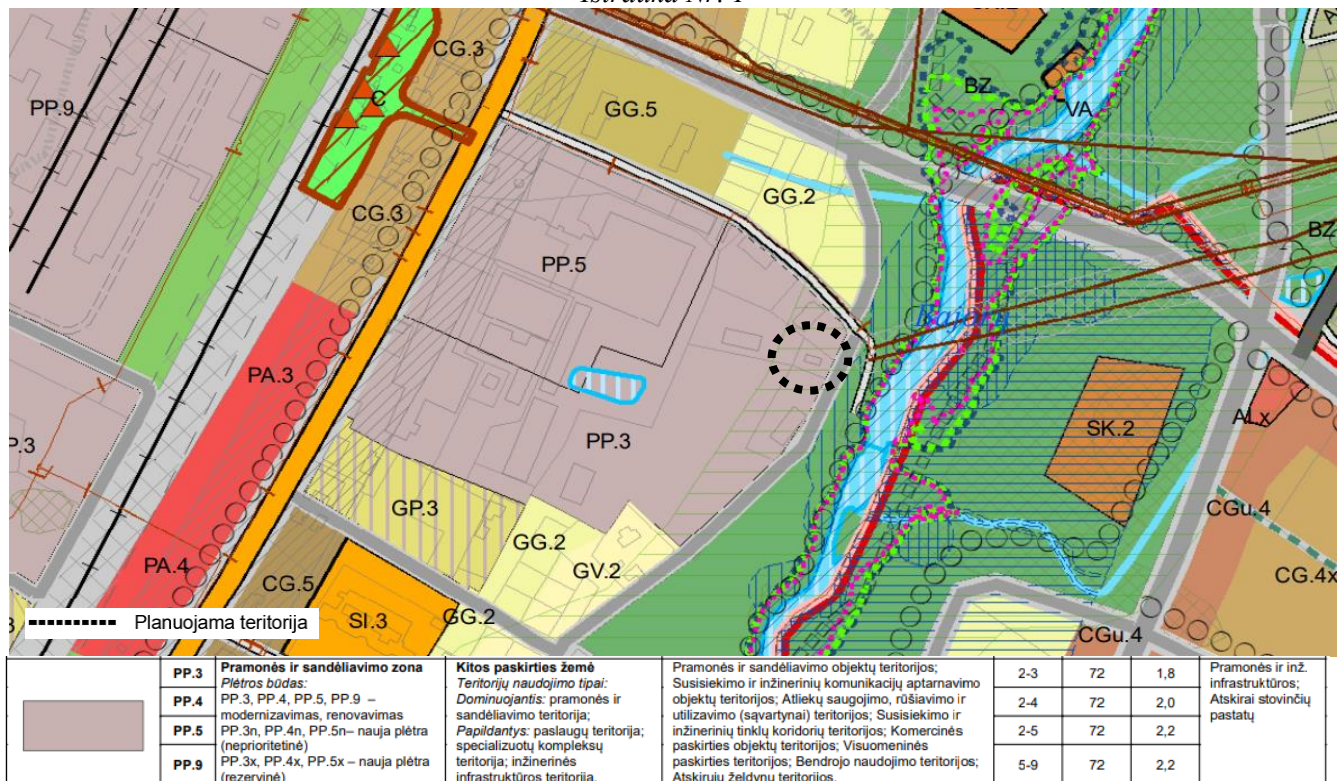 Ištrauka Nr. 1
CG.3
PP.9
C
GG.5
BZ
VA
GG.2
CG.3
PP.5
BZ
PA.3
SK.2
ALx
P.3
PP.3
GP.3
GG.2
CGu.4
GV.2
PA.4
CG.5
CG.4x
SI.3
GG.2
CGu.4
Planuojama teritorija
PP.3
PP.4
PP.5
PP.9
Pramonės ir sandėliavimo zona
Plėtros būdas:
PP.3, PP.4, PP.5, PP.9 –
modernizavimas, renovavimas
PP.3n, PP.4n, PP.5n– nauja plėtra
(neprioritetinė)
PP.3x, PP.4x, PP.5x – nauja plėtra
(rezervinė)
Kitos paskirties žemė
Teritorijų naudojimo tipai:
Dominuojantis: pramonės ir
sandėliavimo teritorija;
Papildantys: paslaugų teritorija;
specializuotų kompleksų
teritorija; inžinerinės
infrastruktūros teritorija.
Pramonės ir sandėliavimo objektų teritorijos;
Susisiekimo ir inžinerinių komunikacijų aptarnavimo
objektų teritorijos; Atliekų saugojimo, rūšiavimo ir
utilizavimo (sąvartynai) teritorijos; Susisiekimo ir
inžinerinių tinklų koridorių teritorijos; Komercinės
paskirties objektų teritorijos; Visuomeninės
paskirties teritorijos; Bendrojo naudojimo teritorijos;
Atskirųjų želdynų teritorijos.
2-3 72 1,8
2-4 72 2,0
2-5 72 2,2
5-9 72 2,2
Pramonės ir inž.
infrastruktūros;
Atskirai stovinčių
pastatų